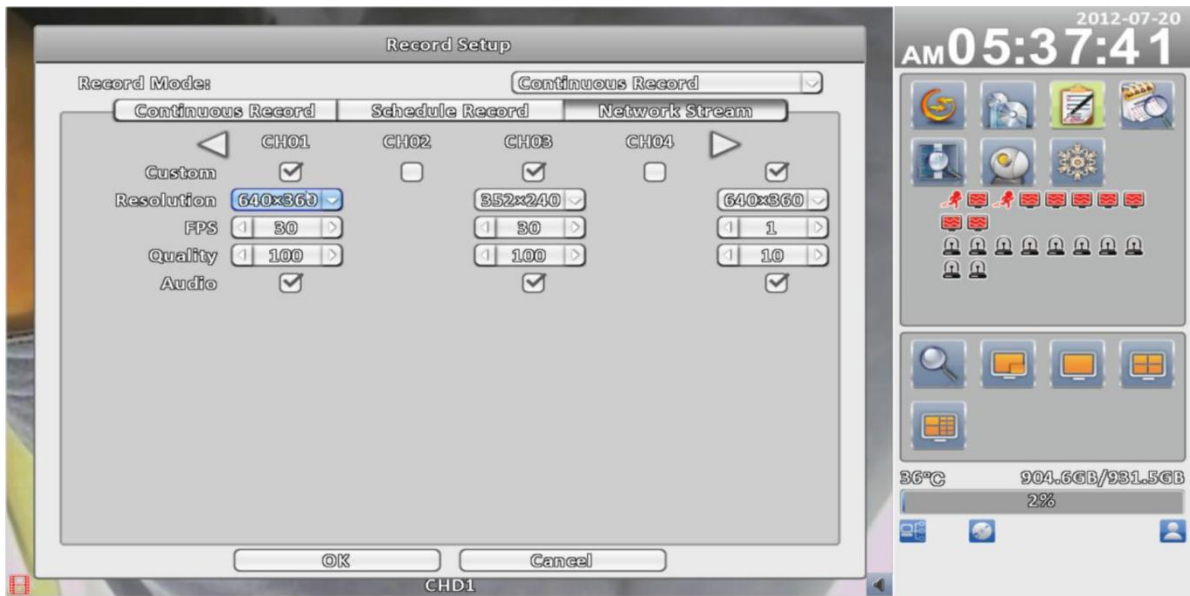 Record Setup
Record Mode: Continuous Record
Continuous Record Schedule Record Network Stream
CH01 CH02 CH03 CH04
Custom
Resolution 640x360 352x240 640x360
FPS 30 30 1
Quality 100 100 10
Audio
OK Cancel
CHD1
2012-07-20
AM 05:37:41
36°C 904.6GB/931.5GB
2%